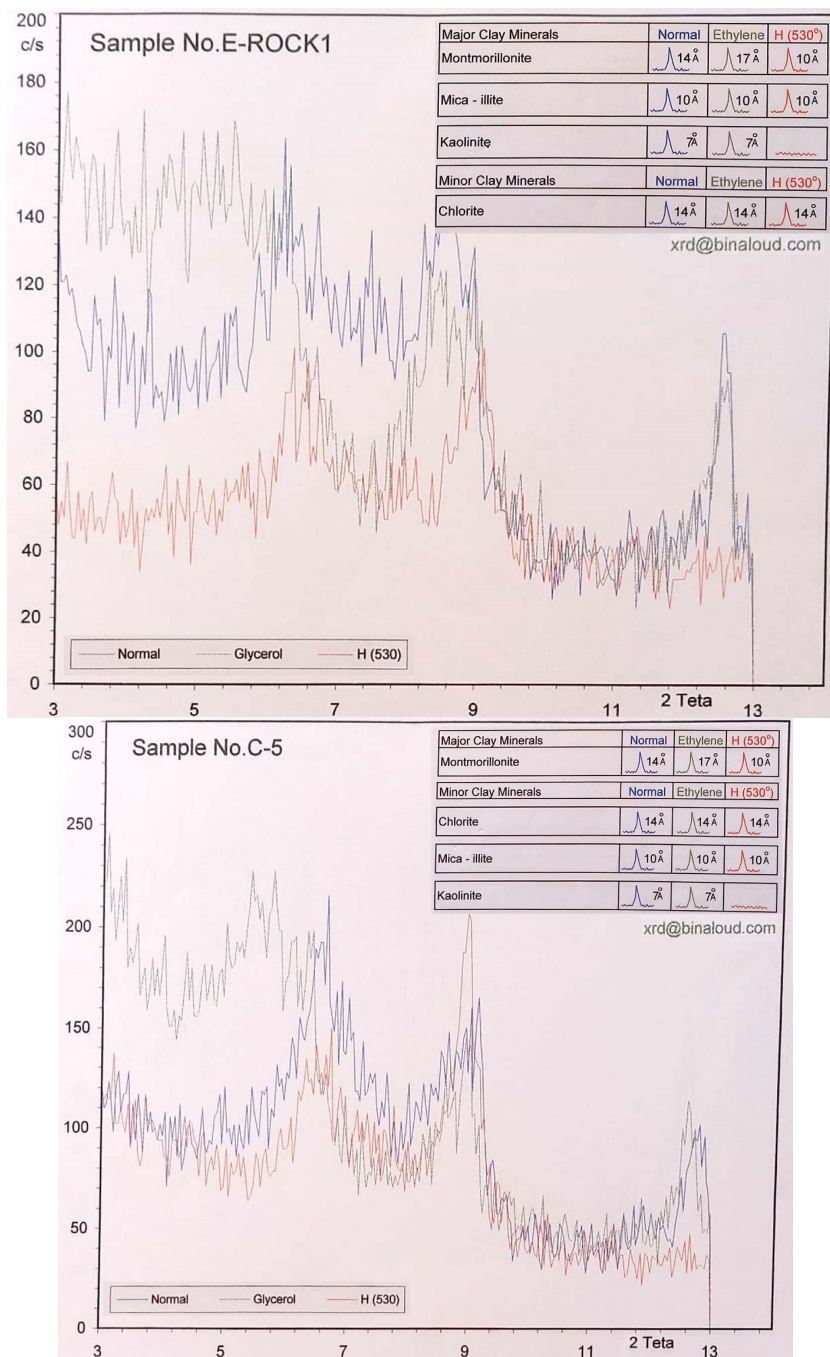 200
c/s
Sample No.E-ROCK1
Major Clay Minerals Normal Ethylene H (530°)
Montmorillonite 14Å 17Å 10Å
Mica - illite 10Å 10Å 10Å
Kaolinite 7Å 7Å
Minor Clay Minerals Normal Ethylene H (530°)
Chlorite 14Å 14Å 14Å
xrd@binaloud.com
180
160
140
120
100
80
60
40
20
0
Normal Glycerol H (530)
3 5 7 9 11 2 Teta 13
300
c/s
Sample No.C-5
Major Clay Minerals Normal Ethylene H (530°)
Montmorillonite 14Å 17Å 10Å
Minor Clay Minerals Normal Ethylene H (530°)
Chlorite 14Å 14Å 14Å
Mica - illite 10Å 10Å 10Å
Kaolinite 7Å 7Å
xrd@binaloud.com
250
200
150
100
50
0
Normal Glycerol H (530)
3 5 7 9 11 2 Teta 13